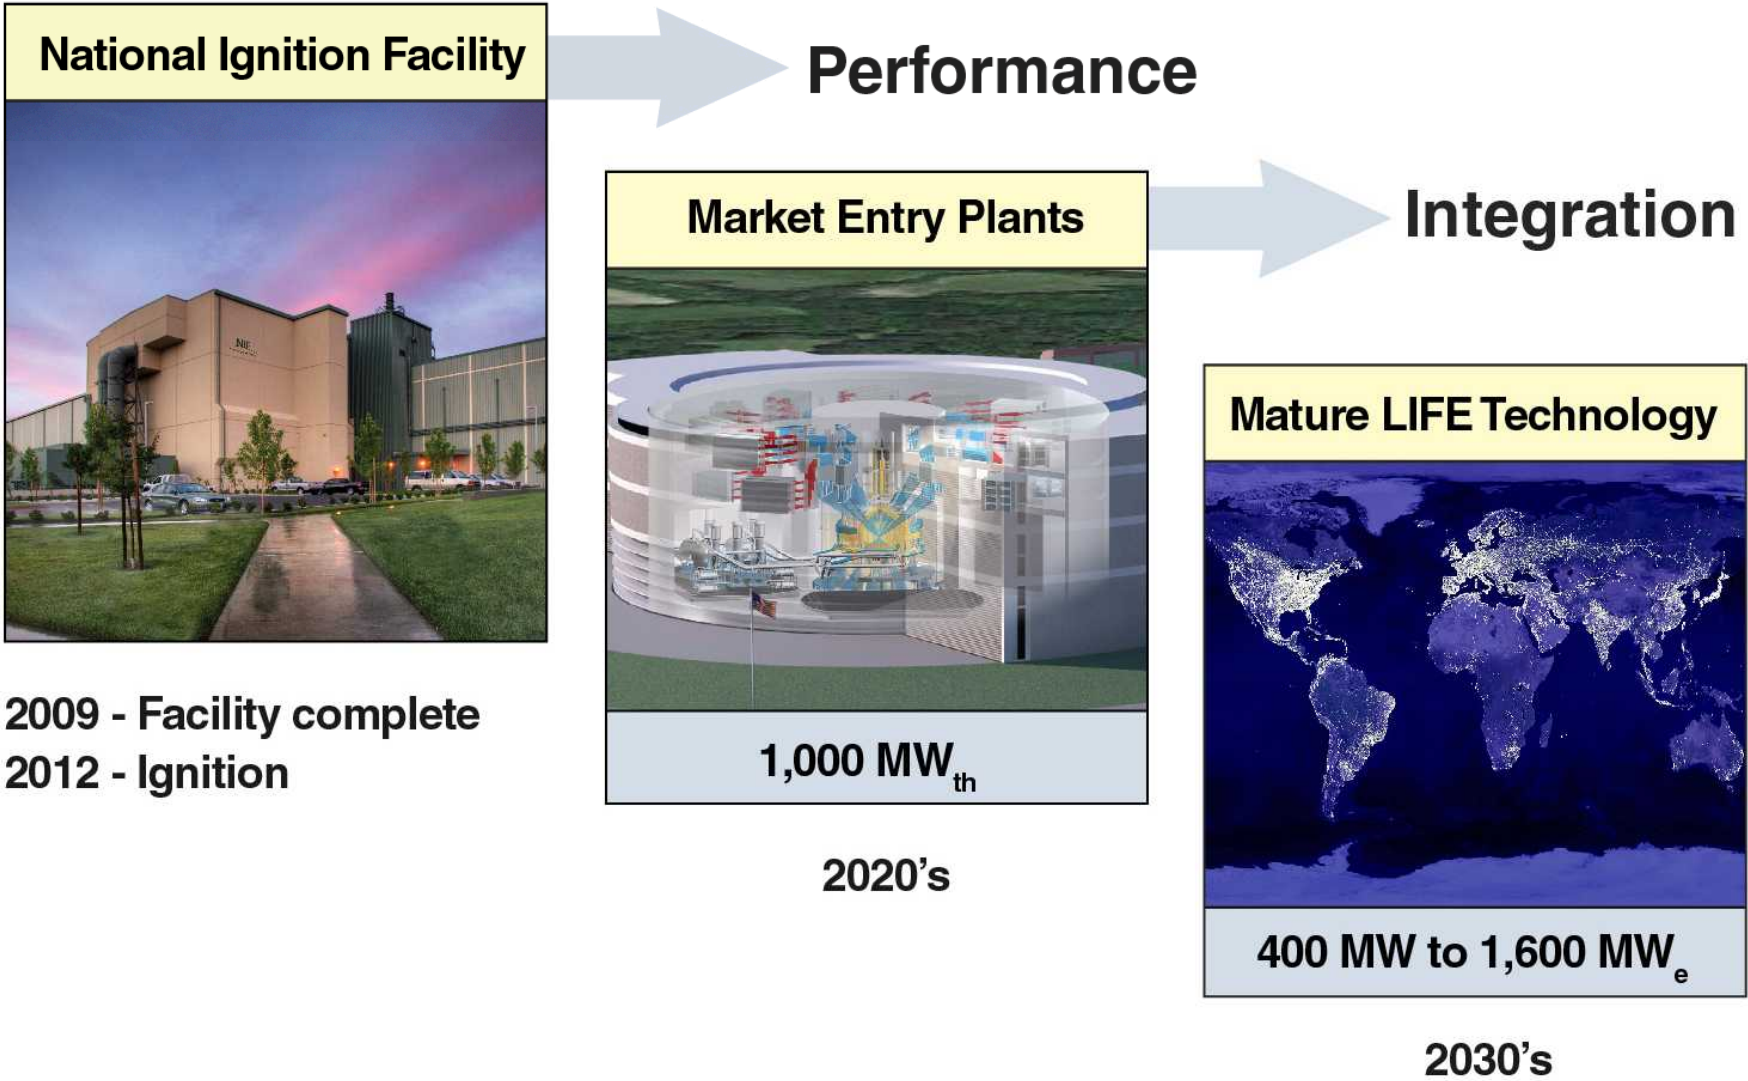 National Ignition Facility
Performance
Market Entry Plants
Integration
Mature LIFE Technology
NIF
2009 - Facility complete
2012 - Ignition
1,000 MWth
2020’s
400 MW to 1,600 MWe
2030’s